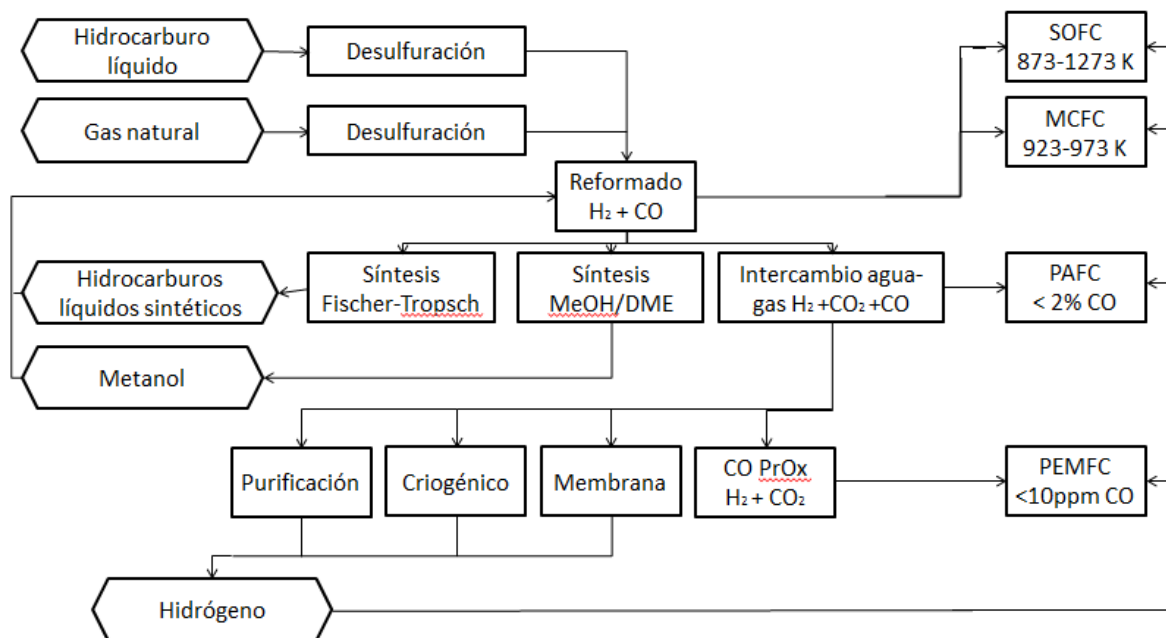 Hidrocarburo
líquido
Desulfuración
SOFC
873-1273 K
Gas natural
Desulfuración
MCFC
923-973 K
Reformado
H₂ + CO
Hidrocarburos
líquidos sintéticos
Síntesis
Fischer-Tropsch
Síntesis
MeOH/DME
Intercambio agua-
gas H₂ +CO₂ +CO
PAFC
< 2% CO
Metanol
Purificación
Criogénico
Membrana
CO PrOx
H₂ + CO₂
PEMFC
<10ppm CO
Hidrógeno